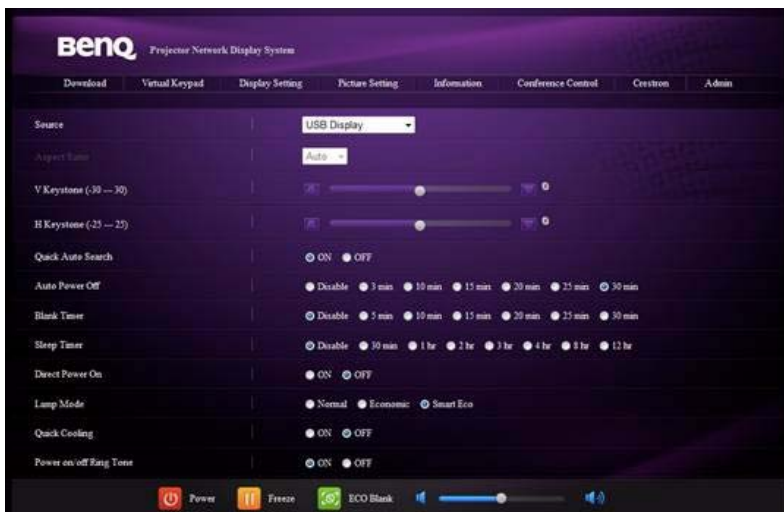 BenQ Projector Network Display System
Download Virtual Keypad Display Setting Picture Setting Information Conference Control Crestron Admin
Source USB Display
Aspect Ratio Auto
V Keystone (-30 --- 30) 0
H Keystone (-25 --- 25) 0
Quick Auto Search ON OFF
Auto Power Off Disable 3 min 10 min 15 min 20 min 25 min 30 min
Blank Timer Disable 5 min 10 min 15 min 20 min 25 min 30 min
Sleep Timer Disable 30 min 1 hr 2 hr 3 hr 4 hr 8 hr 12 hr
Direct Power On ON OFF
Lamp Mode Normal Economic Smart Eco
Quick Cooling ON OFF
Power on/off Ring Tone ON OFF
Power Freeze ECO Blank